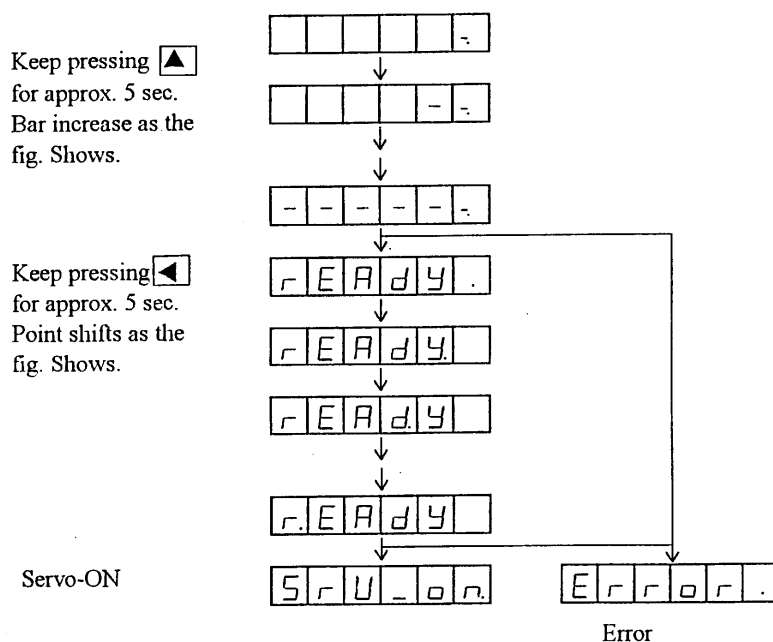 -.
Keep pressing ▲
for approx. 5 sec.
Bar increase as the
fig. Shows.
- -.
- - - - - -.
Keep pressing ◀
for approx. 5 sec.
Point shifts as the
fig. Shows.
rEAdy .
rEAdy.
rEAd.y
r.EAdy
Servo-ON
SrU_on.
Error .
Error